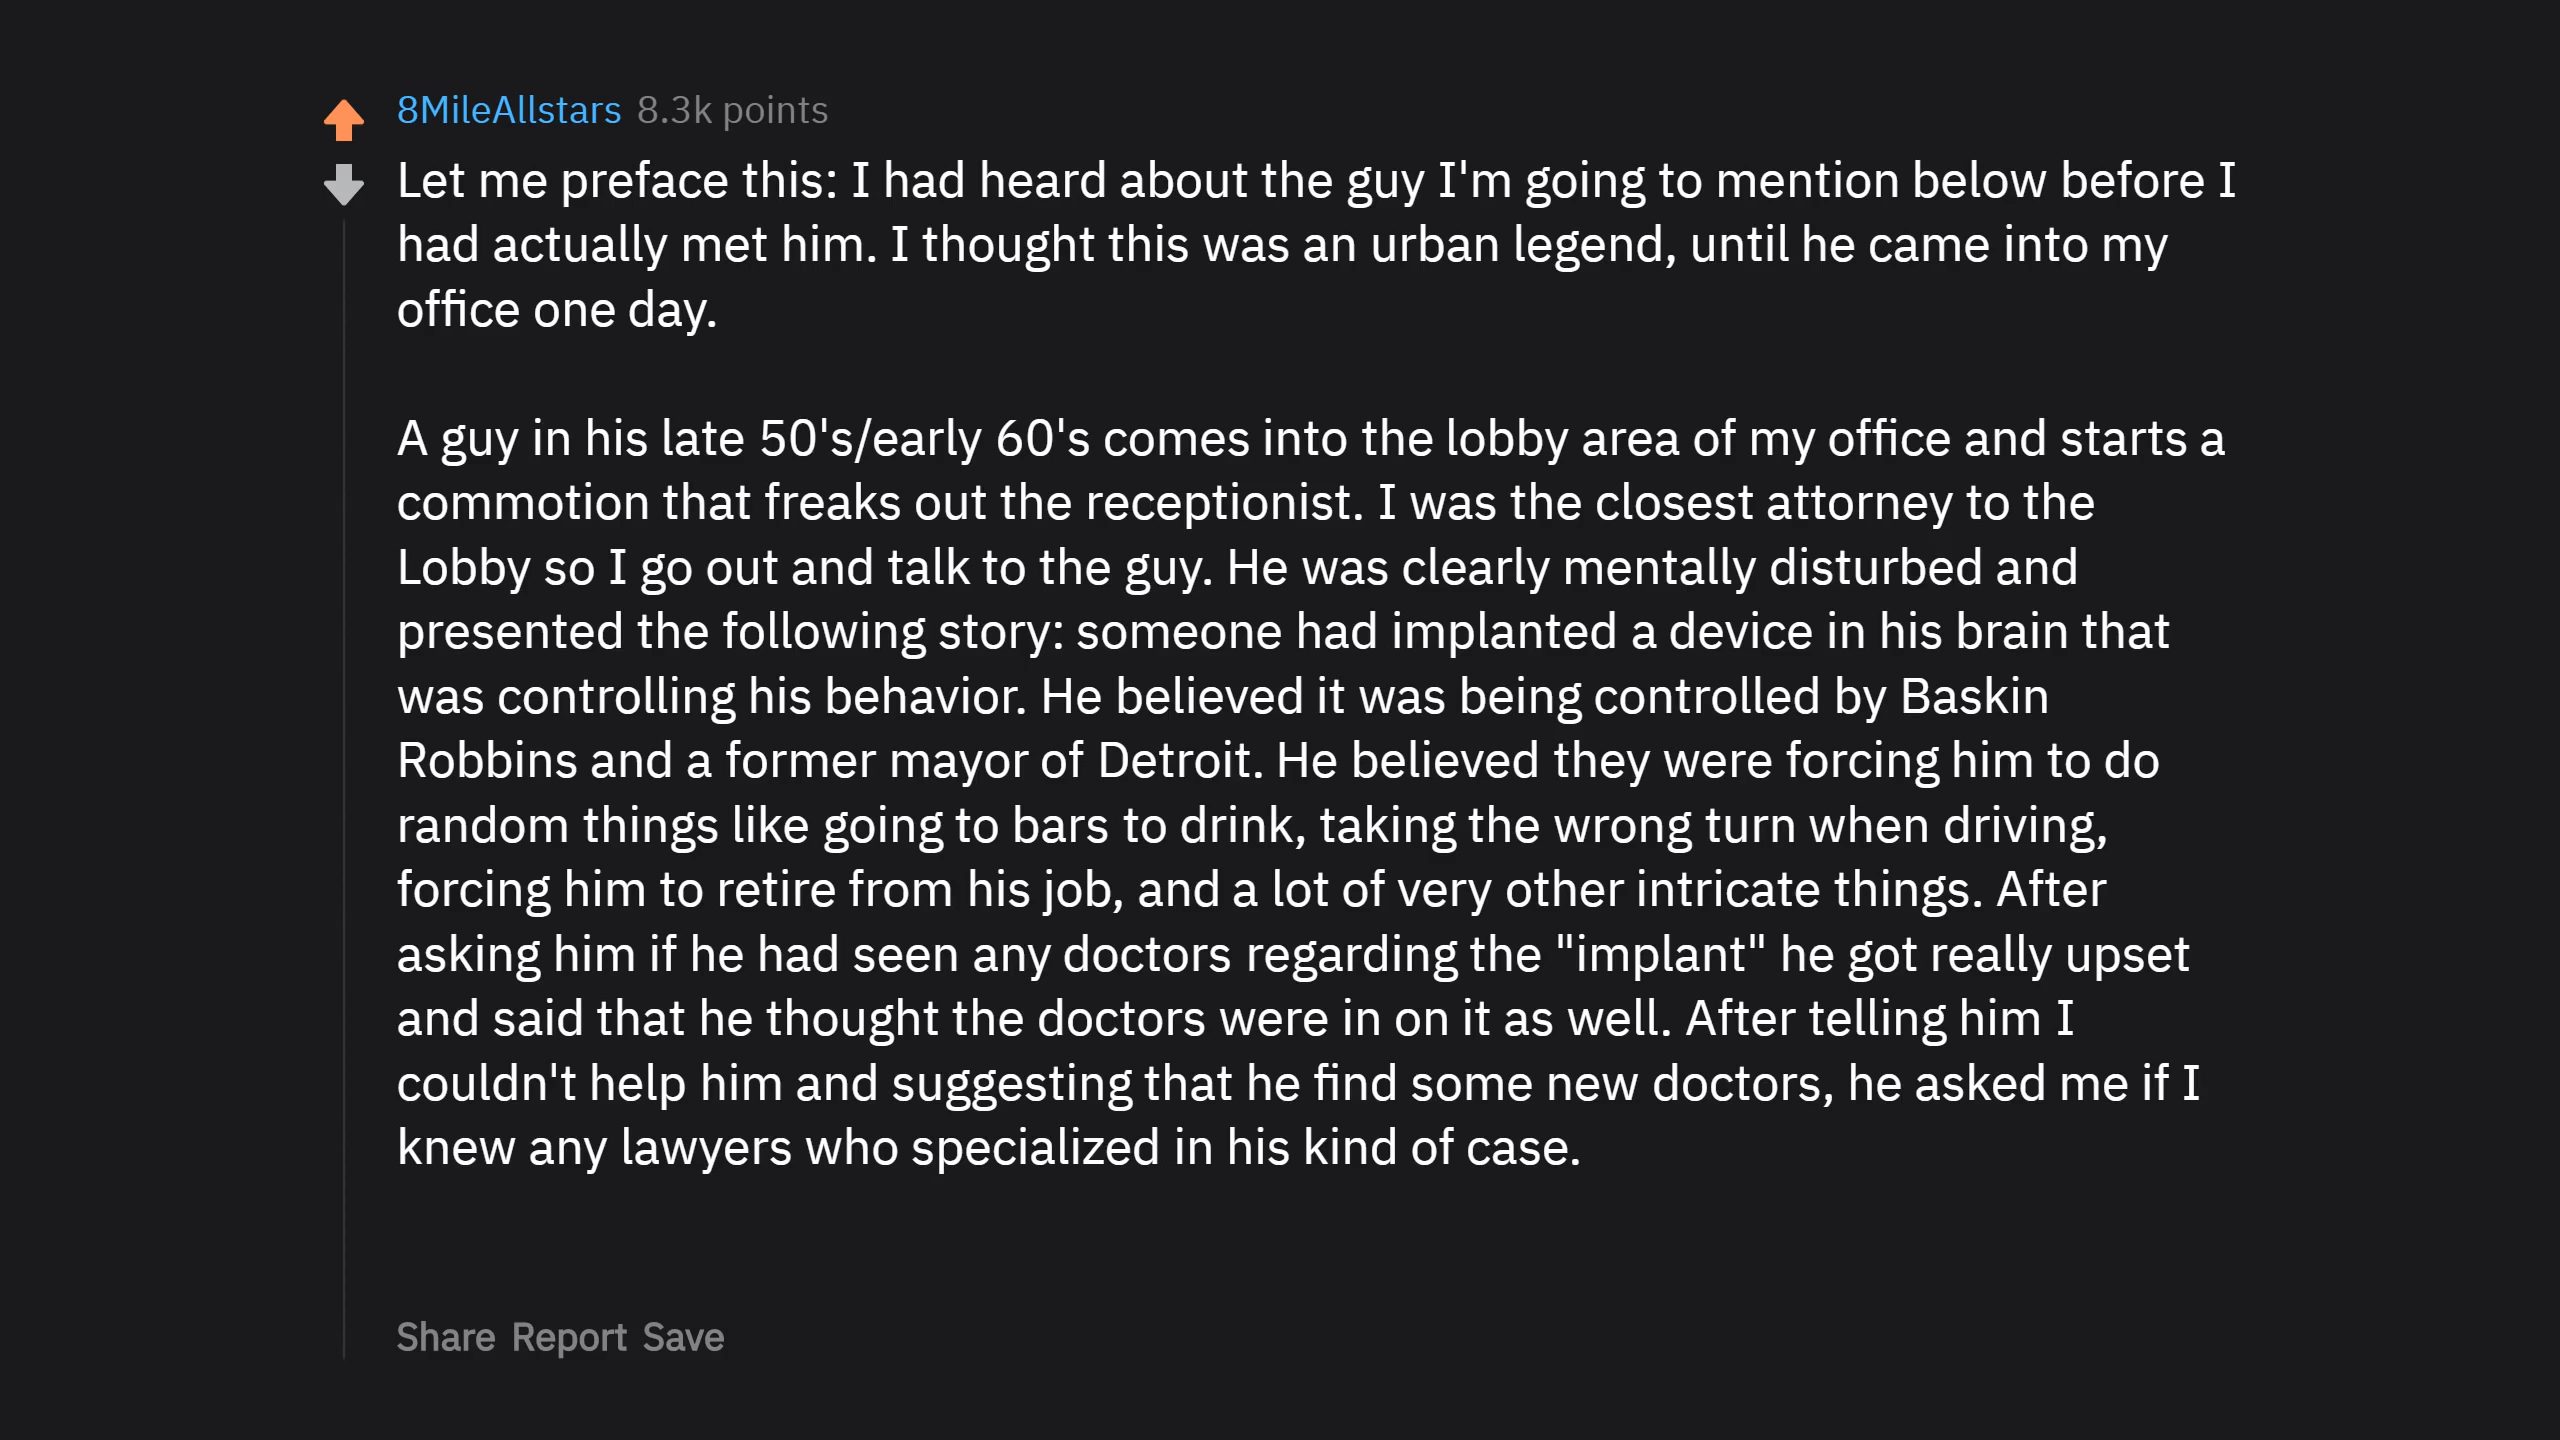 8MileAllstars 8.3k points
Let me preface this: I had heard about the guy I'm going to mention below before I
had actually met him. I thought this was an urban legend, until he came into my
office one day.
A guy in his late 50's/early 60's comes into the lobby area of my office and starts a
commotion that freaks out the receptionist. I was the closest attorney to the
Lobby so I go out and talk to the guy. He was clearly mentally disturbed and
presented the following story: someone had implanted a device in his brain that
was controlling his behavior. He believed it was being controlled by Baskin
Robbins and a former mayor of Detroit. He believed they were forcing him to do
random things like going to bars to drink, taking the wrong turn when driving,
forcing him to retire from his job, and a lot of very other intricate things. After
asking him if he had seen any doctors regarding the "implant" he got really upset
and said that he thought the doctors were in on it as well. After telling him I
couldn't help him and suggesting that he find some new doctors, he asked me if I
knew any lawyers who specialized in his kind of case.
Share Report Save